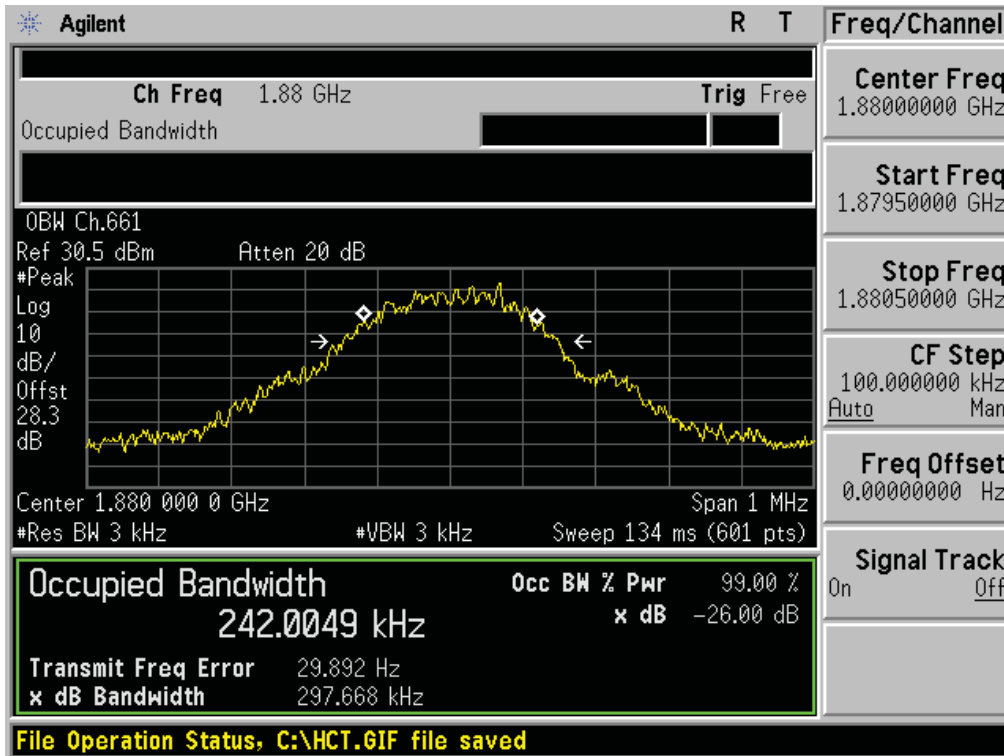 Agilent R T
Ch Freq 1.88 GHz Trig Free
Occupied Bandwidth
OBW Ch.661
Ref 30.5 dBm Atten 20 dB
#Peak
Log
10
dB/
Offst
28.3
dB
Center 1.880 000 0 GHz Span 1 MHz
#Res BW 3 kHz #VBW 3 kHz Sweep 134 ms (601 pts)
Occupied Bandwidth Occ BW % Pwr 99.00 %
242.0049 kHz x dB -26.00 dB
Transmit Freq Error 29.892 Hz
x dB Bandwidth 297.668 kHz
File Operation Status, C:\HCT.GIF file saved
Freq/Channel
Center Freq
1.88000000 GHz
Start Freq
1.87950000 GHz
Stop Freq
1.88050000 GHz
CF Step
100.000000 kHz
Auto Man
Freq Offset
0.00000000 Hz
Signal Track
On Off